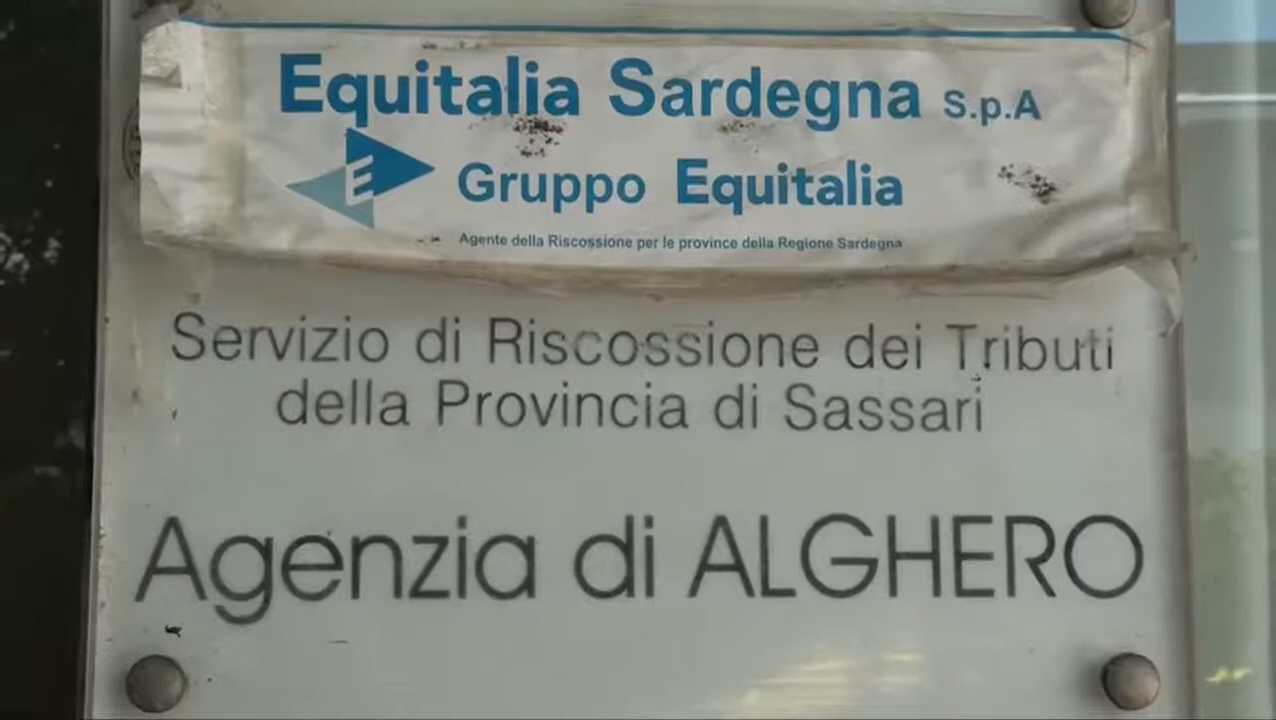 Equitalia Sardegna S.p.A
Gruppo Equitalia
Agente della Riscossione per le province della Regione Sardegna
Servizio di Riscossione dei Tributi
della Provincia di Sassari
Agenzia di ALGHERO